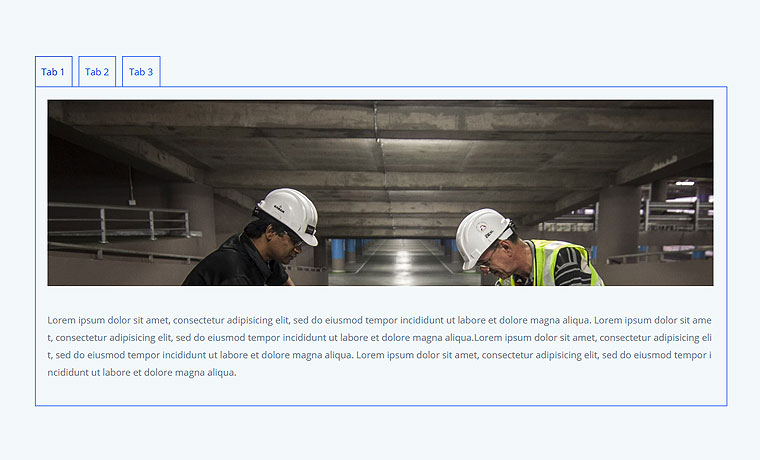 Tab 1 Tab 2 Tab 3
Lorem ipsum dolor sit amet, consectetur adipisicing elit, sed do eiusmod tempor incididunt ut labore et dolore magna aliqua. Lorem ipsum dolor sit ame
t, consectetur adipisicing elit, sed do eiusmod tempor incididunt ut labore et dolore magna aliqua.Lorem ipsum dolor sit amet, consectetur adipisicing eli
t, sed do eiusmod tempor incididunt ut labore et dolore magna aliqua. Lorem ipsum dolor sit amet, consectetur adipisicing elit, sed do eiusmod tempor i
ncididunt ut labore et dolore magna aliqua.